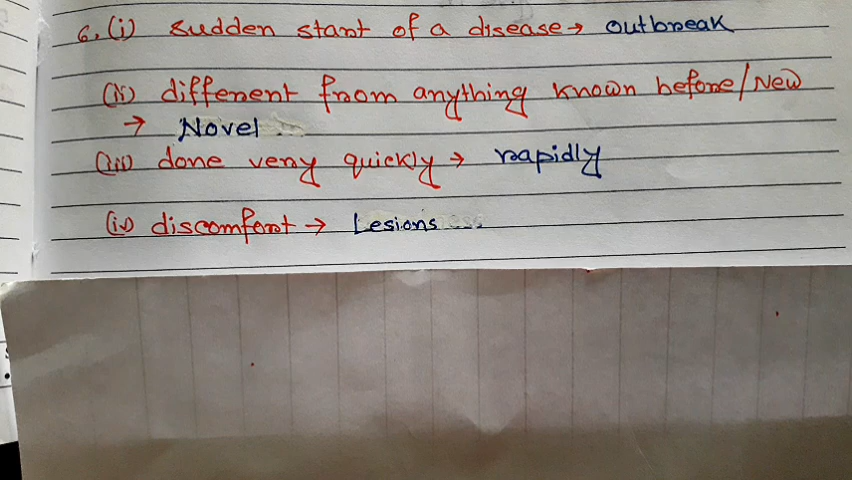 6. (i) sudden start of a disease → outbreak
(ii) different from anything known before/New
→ Novel
(iii) done very quickly → rapidly
(iv) discomfort → Lesions